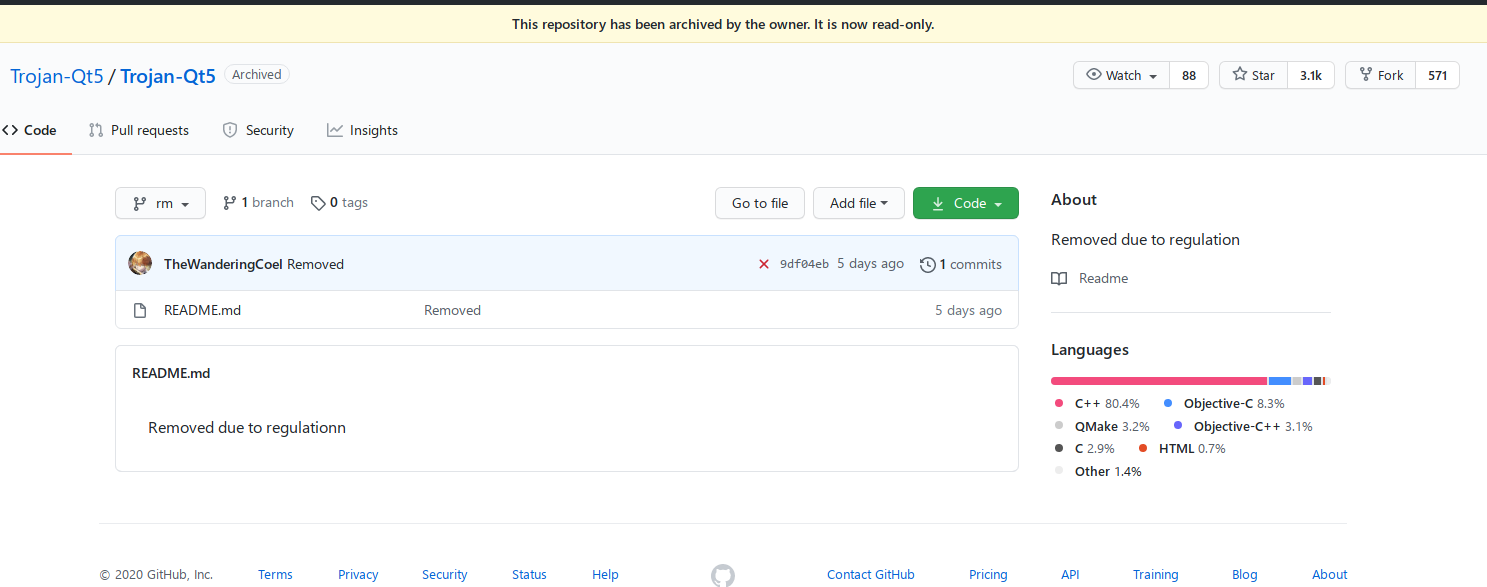 This repository has been archived by the owner. It is now read-only.
Trojan-Qt5 / Trojan-Qt5 Archived Watch 88 Star 3.1k Fork 571
Code Pull requests Security Insights
rm 1 branch 0 tags Go to file Add file Code
TheWanderingCoel Removed 9df04eb 5 days ago 1 commits
README.md Removed 5 days ago
README.md
Removed due to regulationn
About
Removed due to regulation
Readme
Languages
C++ 80.4% Objective-C 8.3%
QMake 3.2% Objective-C++ 3.1%
C 2.9% HTML 0.7%
Other 1.4%
© 2020 GitHub, Inc. Terms Privacy Security Status Help Contact GitHub Pricing API Training Blog About